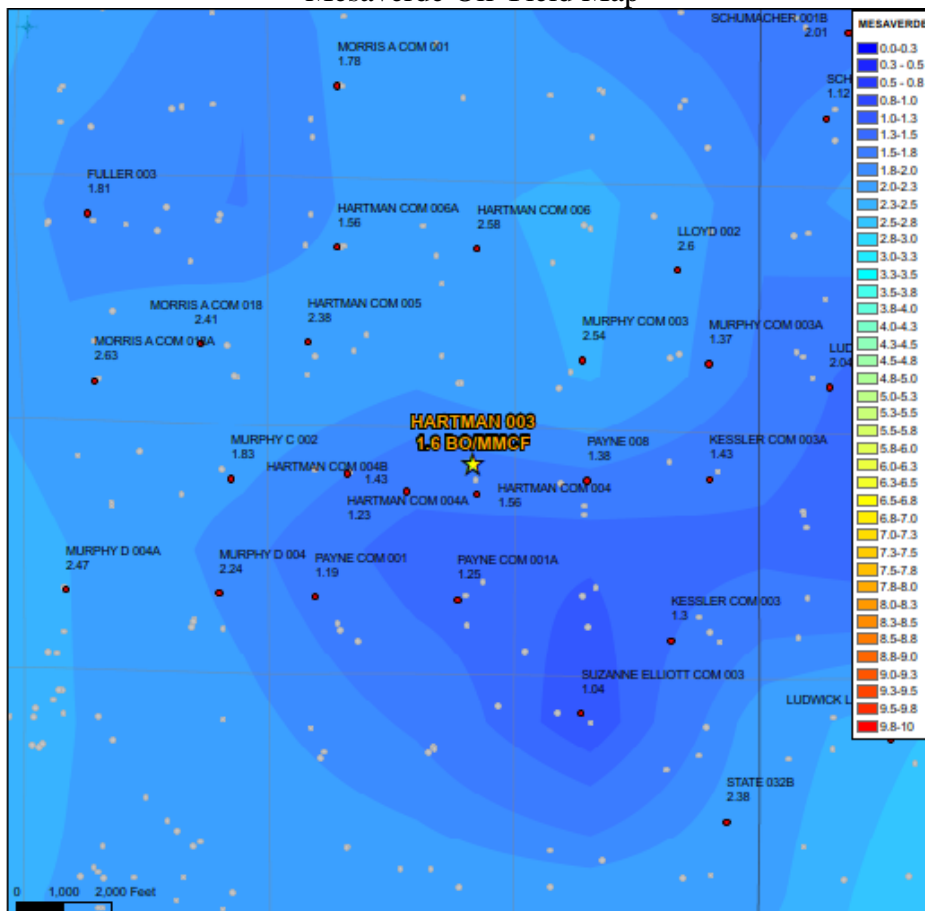 Mesaverde Oil Yield Map
SCHUMACHER 001B
2.01
MESAVERDE
MORRIS A COM 001
1.78
SCH
1.12
FULLER 003
1.81
HARTMAN COM 006A
1.56
HARTMAN COM 006
2.58
LLOYD 002
2.6
MORRIS A COM 018
2.41
HARTMAN COM 005
2.38
MORRIS A COM 018A
2.63
MURPHY COM 003
2.54
MURPHY COM 003A
1.37
LUD
2.04
HARTMAN 003
1.6 BO/MMCF
MURPHY C 002
1.83
HARTMAN COM 004B
1.43
PAYNE 008
1.38
KESSLER COM 003A
1.43
HARTMAN COM 004A
1.23
HARTMAN COM 004
1.56
MURPHY D 004A
2.47
MURPHY D 004
2.24
PAYNE COM 001
1.19
PAYNE COM 001A
1.25
KESSLER COM 003
1.3
SUZANNE ELLIOTT COM 003
1.04
LUDWICK L
STATE 032B
2.38
0 1,000 2,000 Feet
0.0-0.3
0.3 - 0.5
0.5 - 0.8
0.8-1.0
1.0-1.3
1.3-1.5
1.5-1.8
1.8-2.0
2.0-2.3
2.3-2.5
2.5-2.8
2.8-3.0
3.0-3.3
3.3-3.5
3.5-3.8
3.8-4.0
4.0-4.3
4.3-4.5
4.5-4.8
4.8-5.0
5.0-5.3
5.3-5.5
5.5-5.8
5.8-6.0
6.0-6.3
6.3-6.5
6.5-6.8
6.8-7.0
7.0-7.3
7.3-7.5
7.5-7.8
7.8-8.0
8.0-8.3
8.3-8.5
8.5-8.8
8.8-9.0
9.0-9.3
9.3-9.5
9.5-9.8
9.8-10